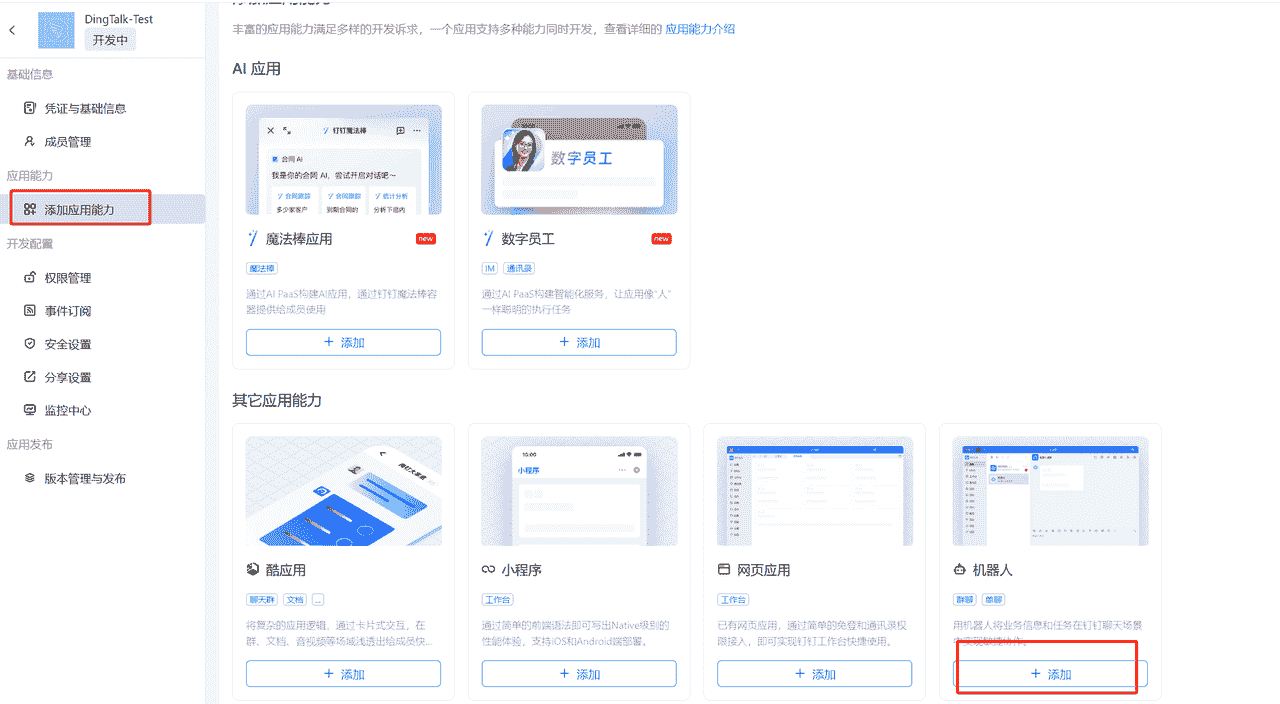 DingTalk-Test
开发中
基础信息
凭证与基础信息
成员管理
应用能力
添加应用能力
开发配置
权限管理
事件订阅
安全设置
分享设置
监控中心
应用发布
版本管理与发布
丰富的应用能力满足多样的开发诉求，一个应用支持多种能力同时开发，查看详细的 应用能力介绍
AI 应用
钉钉魔法棒
合同 AI
我是你的合同 AI，尝试开启对话吧～
合同跟踪
合同跟踪
统计分析
多少家客户
到期合同的
分析下店内
魔法棒应用
new
魔法棒
通过AI PaaS构建AI应用，通过钉钉魔法棒容
器提供给成员使用
+ 添加
数字员工
数字员工
new
IM
通讯录
通过AI PaaS构建智能化服务，让应用像“人”
一样聪明的执行任务
+ 添加
其它应用能力
酷应用
聊天群
文档
...
将复杂的应用逻辑，通过卡片式交互，在
群、文档、音视频等场域浅透出给成员快...
+ 添加
10:00
小程序
小程序
工作台
通过简单的前端语法即可写出Native级别的
性能体验，支持iOS和Android端部署。
+ 添加
网页应用
工作台
已有网页应用，通过简单的免登和通讯录权
限接入，即可实现钉钉工作台快捷使用。
+ 添加
机器人
群聊
单聊
用机器人将业务信息和任务在钉钉聊天场景
内实现敏捷协作。
+ 添加